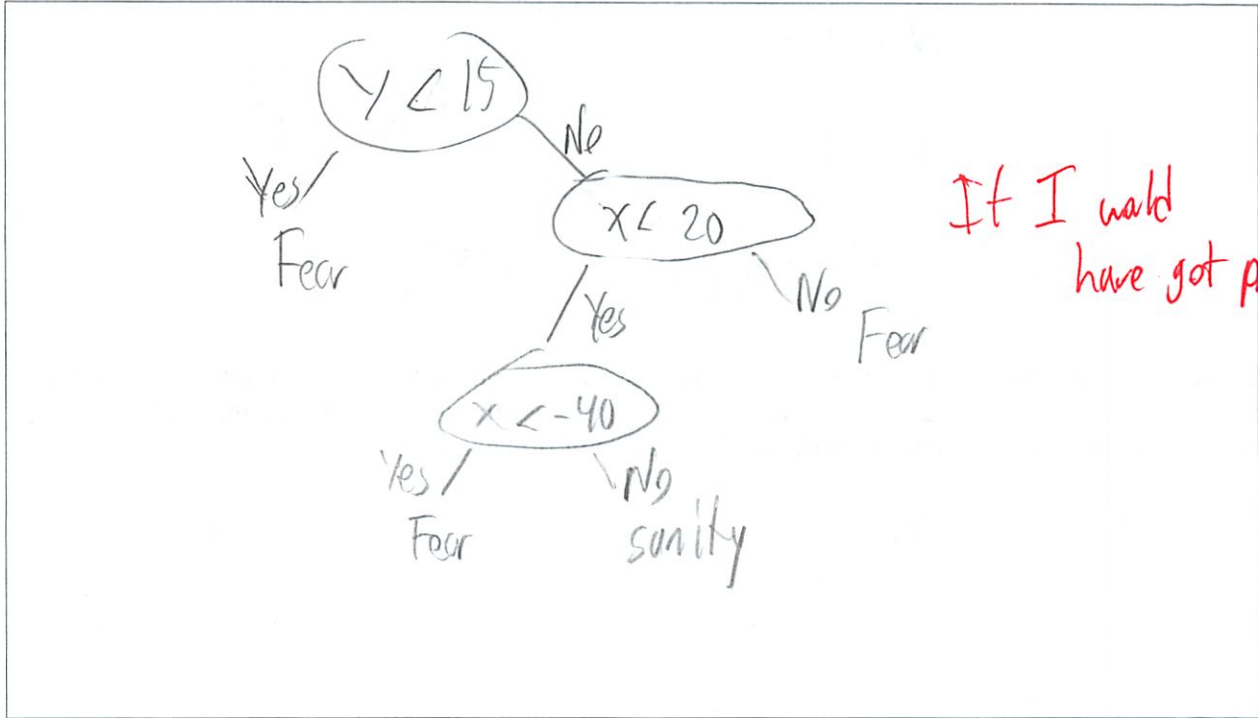 Y < 15
Yes
No
Fear
x < 20
Yes
No
Fear
x < -40
Yes
No
Fear
sanity
If I would
have got